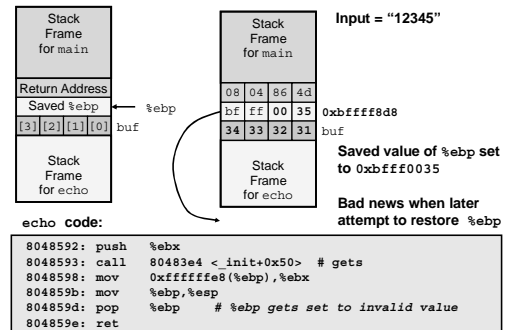 Stack
Frame
for main
Return Address
Saved %ebp
%ebp
[3] [2] [1] [0] buf
Stack
Frame
for echo
Stack
Frame
for main
08 04 86 4d
bf ff 00 35 0xbffff8d8
34 33 32 31 buf
Stack
Frame
for echo
Input = “12345”
Saved value of %ebp set
to 0xbfff0035
Bad news when later
attempt to restore %ebp
echo code:
8048592: push %ebx
8048593: call 80483e4 <_init+0x50> # gets
8048598: mov 0xffffffe8(%ebp),%ebx
804859b: mov %ebp,%esp
804859d: pop %ebp # %ebp gets set to invalid value
804859e: ret